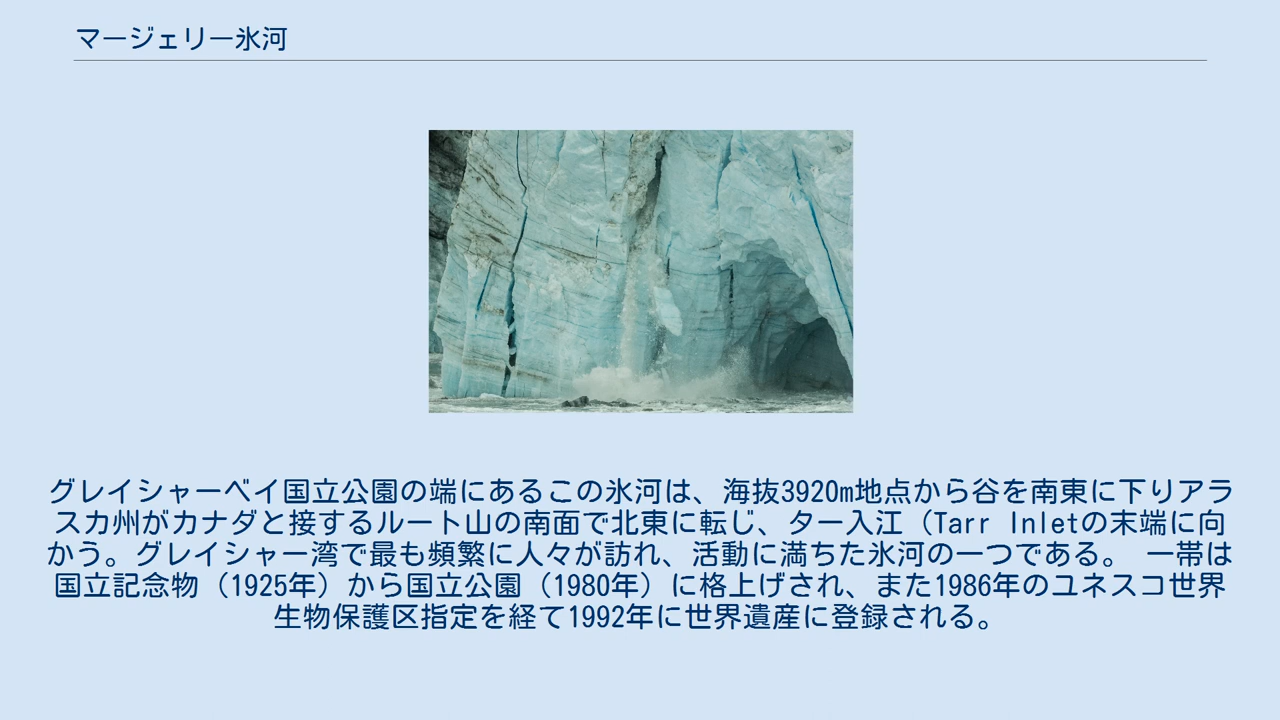 マージェリー氷河
グレイシャーベイ国立公園の端にあるこの氷河は、海抜3920m地点から谷を南東に下りアラ
スカ州がカナダと接するルート山の南面で北東に転じ、ター入江（Tarr Inletの末端に向
かう。グレイシャー湾で最も頻繁に人々が訪れ、活動に満ちた氷河の一つである。 一帯は
国立記念物（1925年）から国立公園（1980年）に格上げされ、また1986年のユネスコ世界
生物保護区指定を経て1992年に世界遺産に登録される。